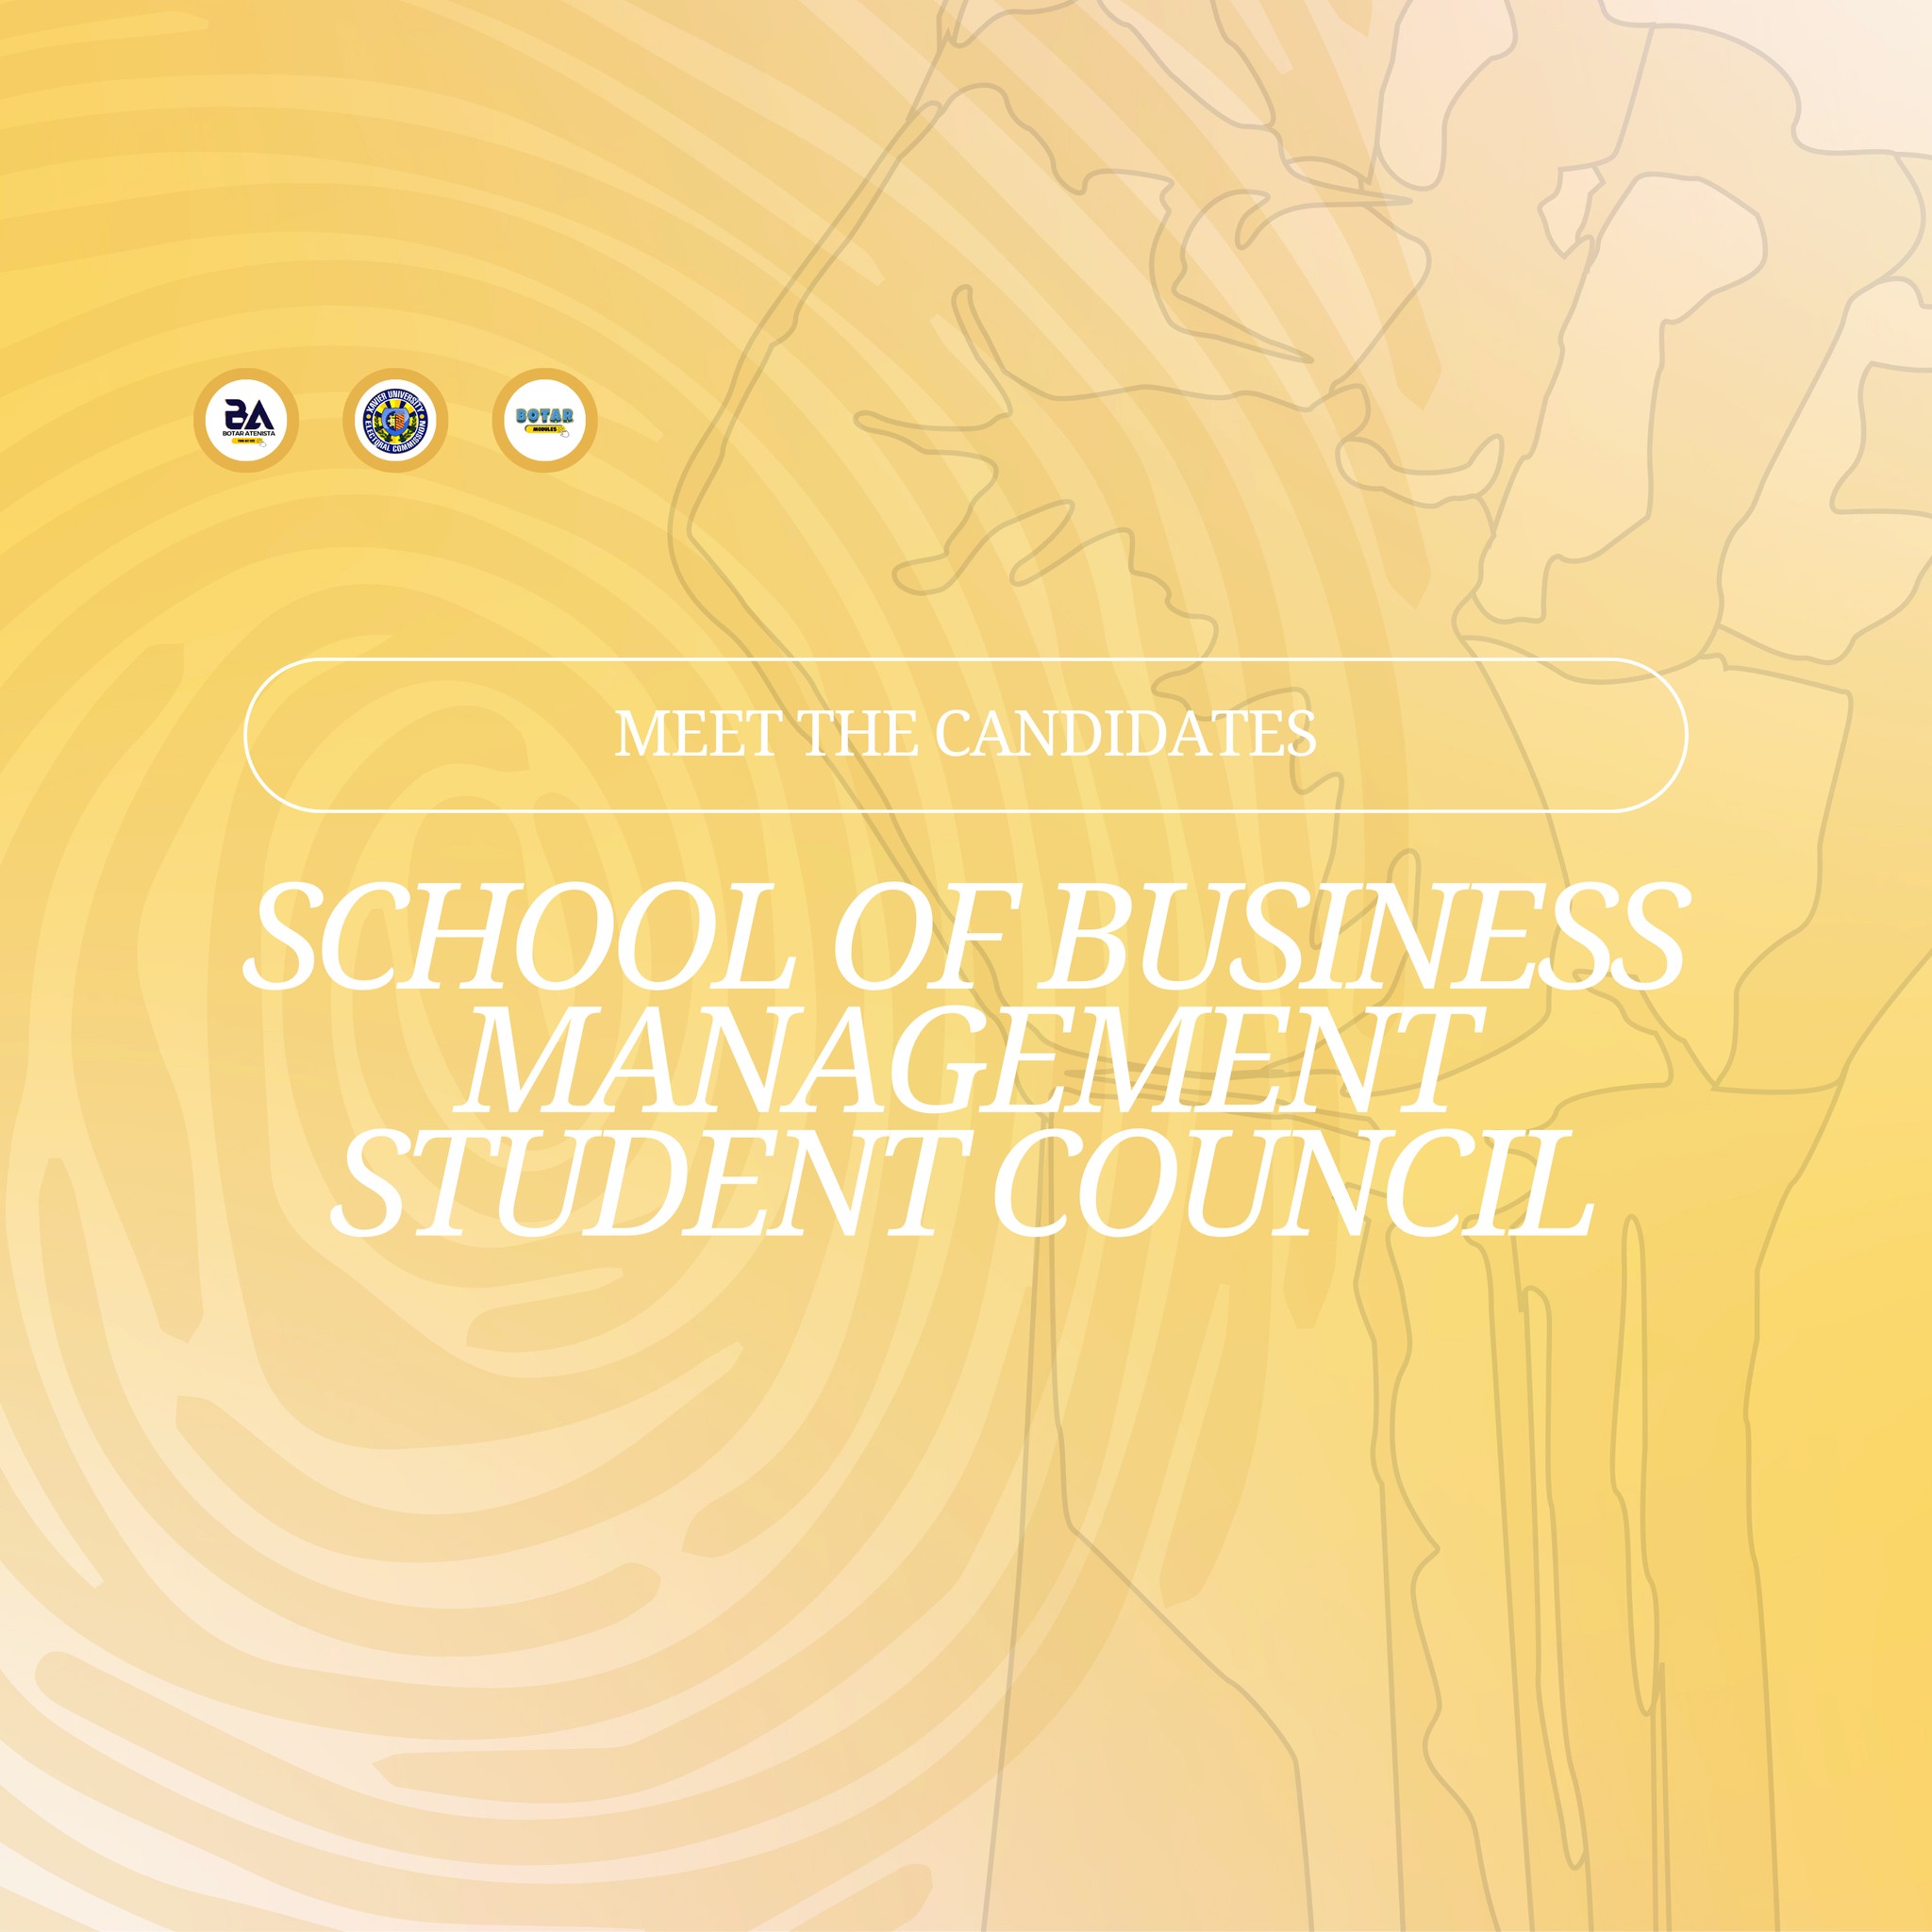 BA
BOTAR ATENISTA
XAVIER UNIVERSITY
ELECTORAL COMMISSION
BOTAR
MODULES
MEET THE CANDIDATES
SCHOOL OF BUSINESS
MANAGEMENT
STUDENT COUNCIL